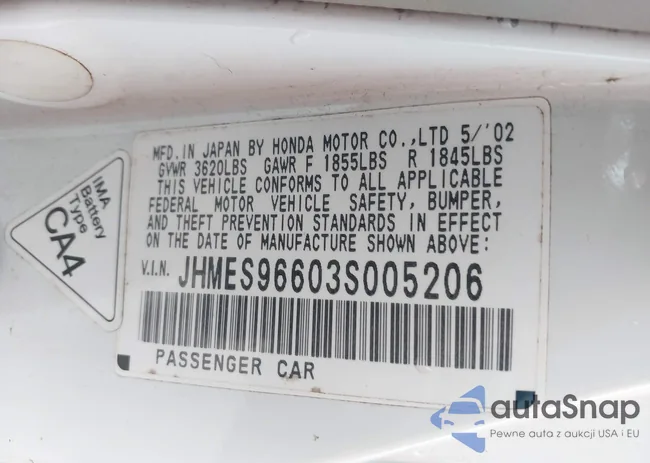 MFD.IN JAPAN BY HONDA MOTOR CO.,LTD 5/'02
GVWR 3620LBS GAWR F 1855LBS R 1845LBS
THIS VEHICLE CONFORMS TO ALL APPLICABLE
FEDERAL MOTOR VEHICLE SAFETY, BUMPER,
AND THEFT PREVENTION STANDARDS IN EFFECT
ON THE DATE OF MANUFACTURE SHOWN ABOVE:
V.I.N. JHMES96603S005206
PASSENGER CAR
IMA
Battery
Type
CA4
autaSnap
Pewne auta z aukcji USA i EU